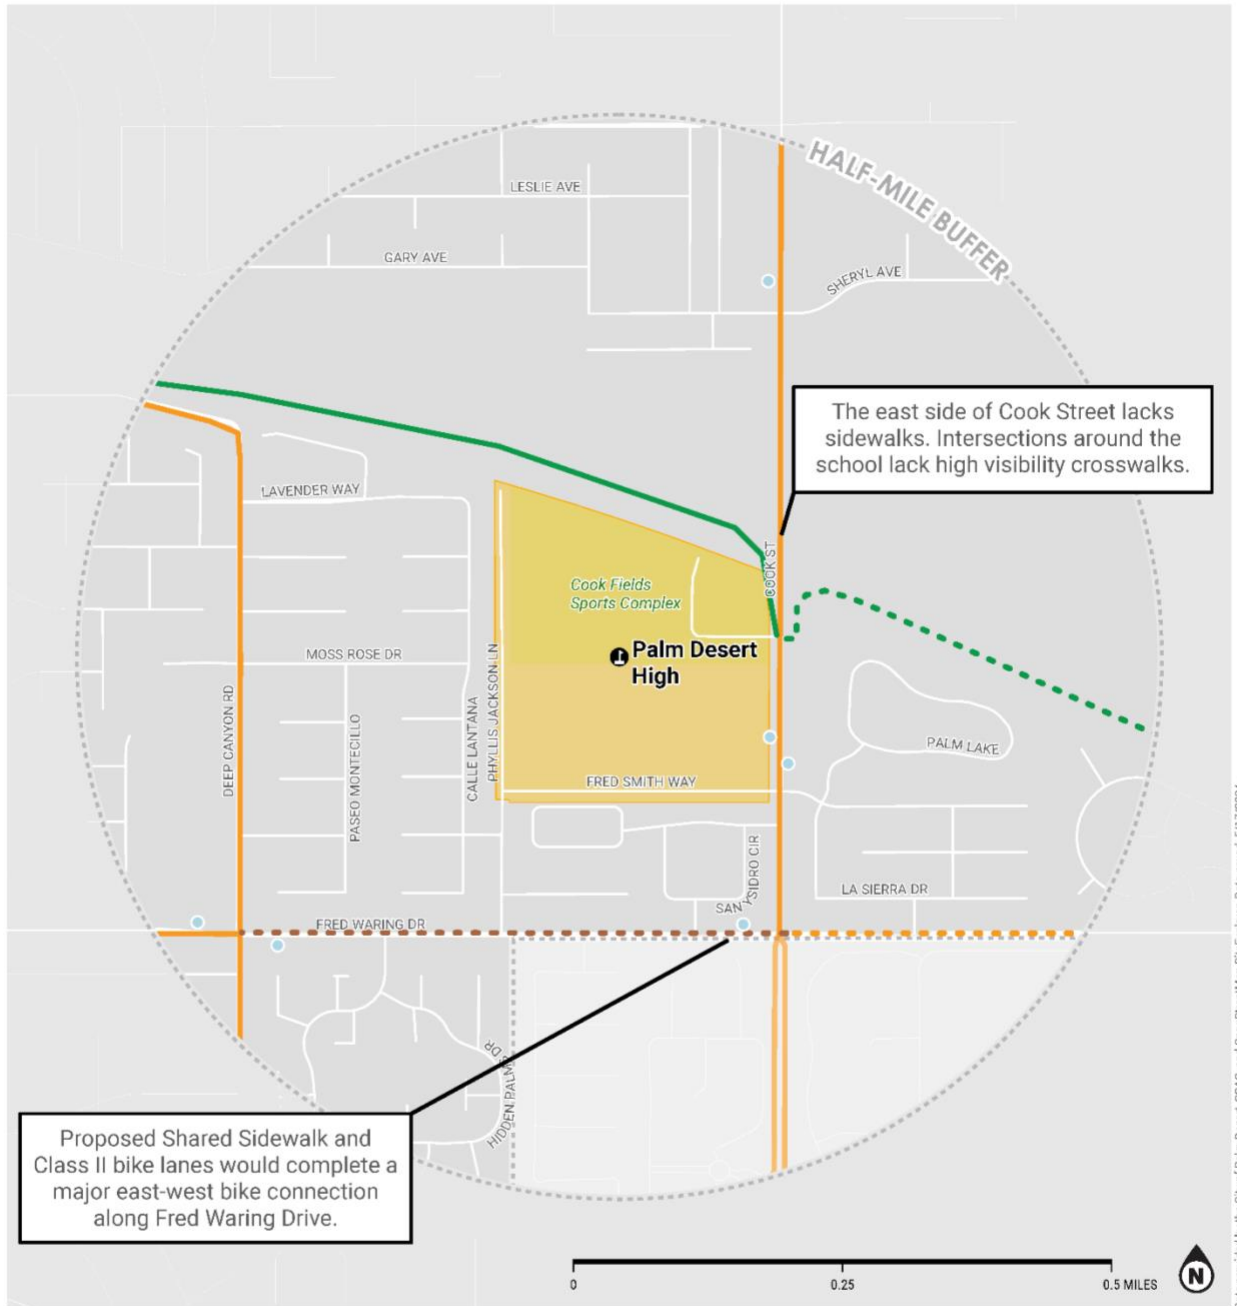 HALF-MILE BUFFER
LESLIE AVE
GARY AVE
SHERYL AVE
The east side of Cook Street lacks
sidewalks. Intersections around the
school lack high visibility crosswalks.
LAVENDER WAY
COOK ST
Cook Fields
Sports Complex
Palm Desert
High
MOSS ROSE DR
DEEP CANYON RD
PASEO MONTECILLO
CALLE LANTANA
PHYLLIS JACKSON LN
PALM LAKE
FRED SMITH WAY
SAN YSIDRO CIR
LA SIERRA DR
FRED WARING DR
HIDDEN PALMS DR
Proposed Shared Sidewalk and
Class II bike lanes would complete a
major east-west bike connection
along Fred Waring Drive.
0
0.25
0.5 MILES
N